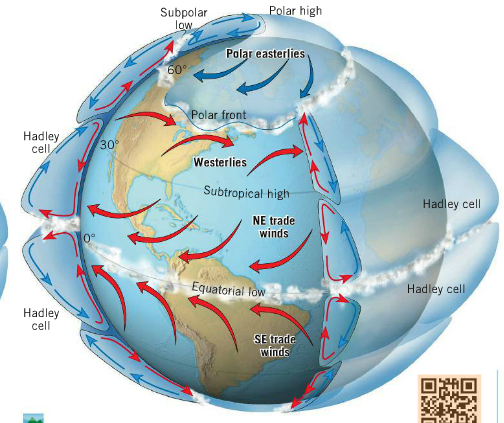 Subpolar
low
Polar high
Polar easterlies
60°
Polar front
Hadley
cell
30°
Westerlies
Subtropical high
Hadley cell
NE trade
winds
0°
Equatorial low
Hadley cell
Hadley
cell
SE trade
winds